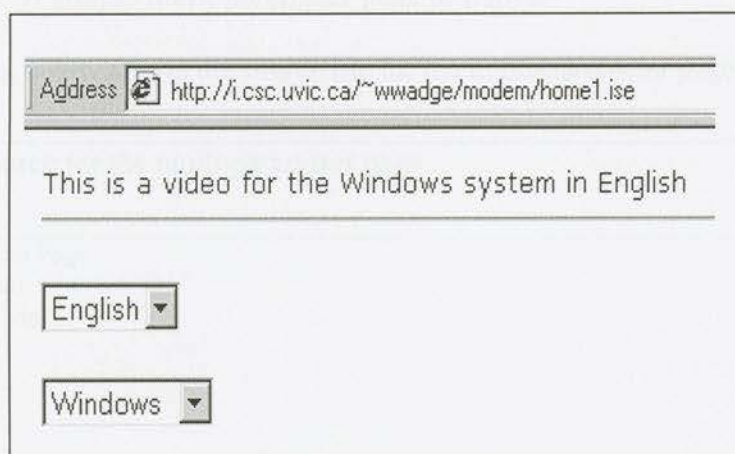 Address http://i.csc.uvic.ca/~wwadge/modem/home1.ise
This is a video for the Windows system in English
English
Windows